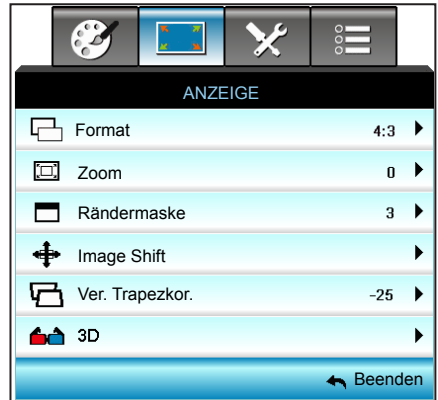 ANZEIGE
Format 4:3
Zoom 0
Rändermaske 3
Image Shift
Ver. Trapezkor. -25
3D
Beenden